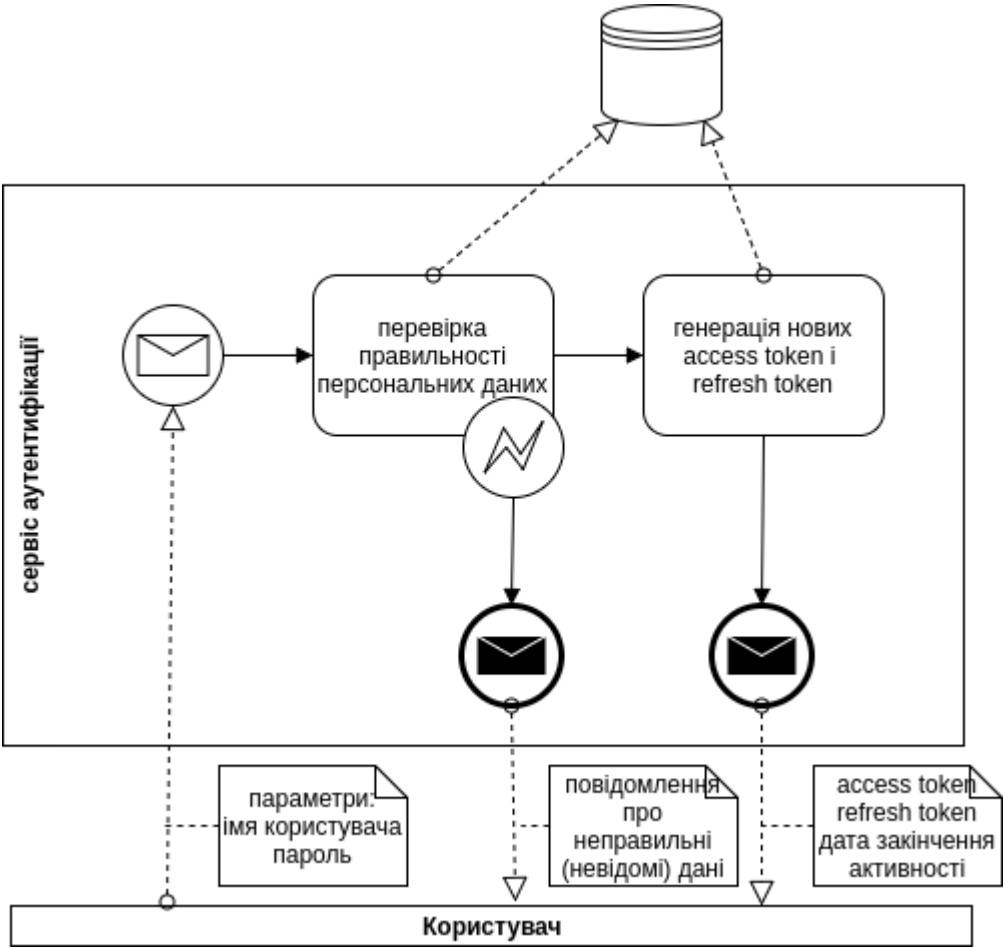 сервіс аутентифікації
перевірка
правильності
персональних даних
генерація нових
access token і
refresh token
параметри:
імя користувача
пароль
повідомлення
про
неправильні
(невідомі) дані
access token
refresh token
дата закінчення
активності
Користувач